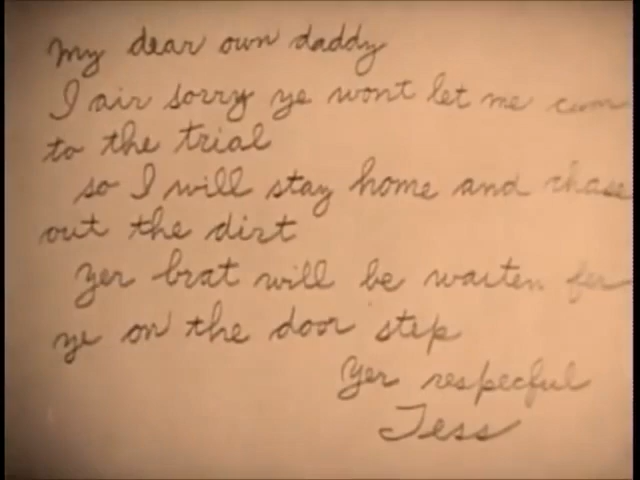 My dear own daddy
I air sorry ye wont let me cum
to the trial
so I will stay home and chase
out the dirt
yer brat will be waiten fer
ye on the door step
Yer respecful
Tess